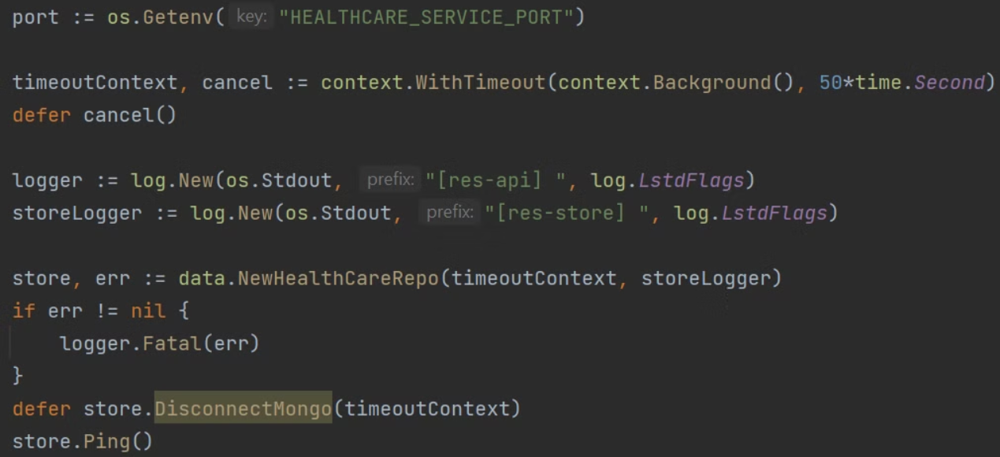 port := os.Getenv( key: "HEALTHCARE_SERVICE_PORT")
timeoutContext, cancel := context.WithTimeout(context.Background(), 50*time.Second)
defer cancel()
logger := log.New(os.Stdout, prefix: "[res-api] ", log.LstdFlags)
storeLogger := log.New(os.Stdout, prefix: "[res-store] ", log.LstdFlags)
store, err := data.NewHealthCareRepo(timeoutContext, storeLogger)
if err != nil {
    logger.Fatal(err)
}
defer store.DisconnectMongo(timeoutContext)
store.Ping()